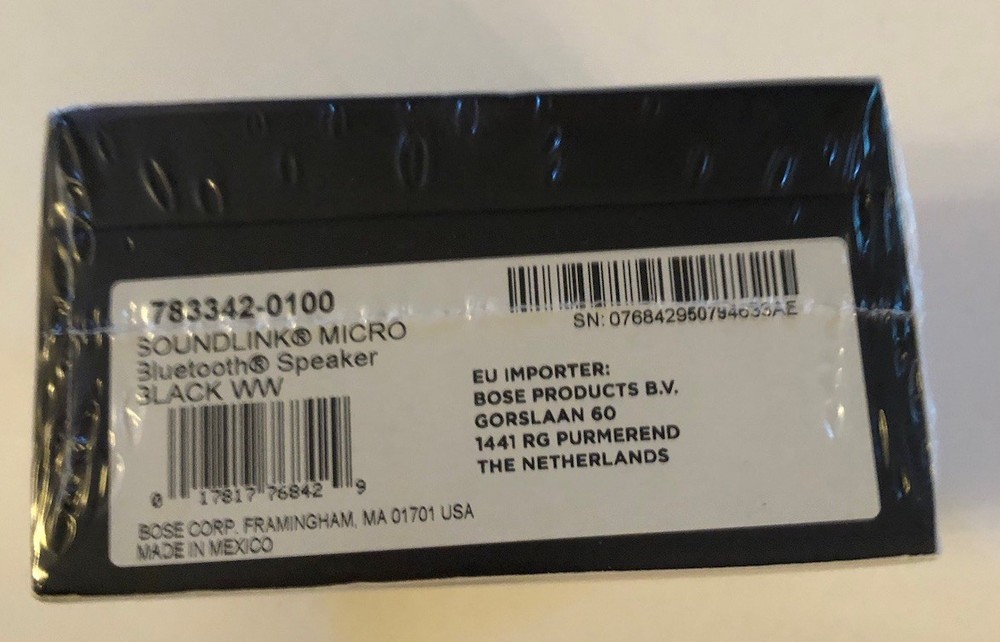 783342-0100
SOUNDLINK® MICRO
Bluetooth® Speaker
BLACK WW
0 17817 76842 9
BOSE CORP. FRAMINGHAM, MA 01701 USA
MADE IN MEXICO
SN: 076842950794633AE
EU IMPORTER:
BOSE PRODUCTS B.V.
GORSLAAN 60
1441 RG PURMEREND
THE NETHERLANDS